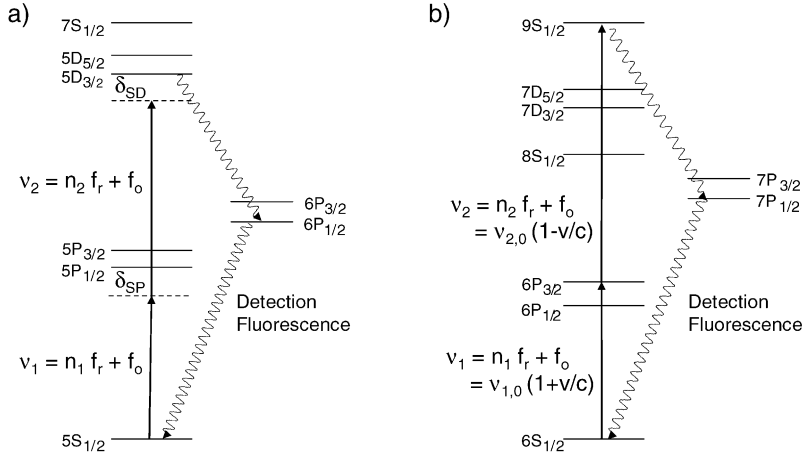 a)
7S1/2
5D5/2
5D3/2
δSD
ν2 = n2 fr + fo
6P3/2
6P1/2
5P3/2
5P1/2
δSP
Detection
Fluorescence
ν1 = n1 fr + fo
5S1/2
b)
9S1/2
7D5/2
7D3/2
8S1/2
7P3/2
7P1/2
ν2 = n2 fr + fo
= ν2,0 (1-v/c)
6P3/2
6P1/2
Detection
Fluorescence
ν1 = n1 fr + fo
= ν1,0 (1+v/c)
6S1/2